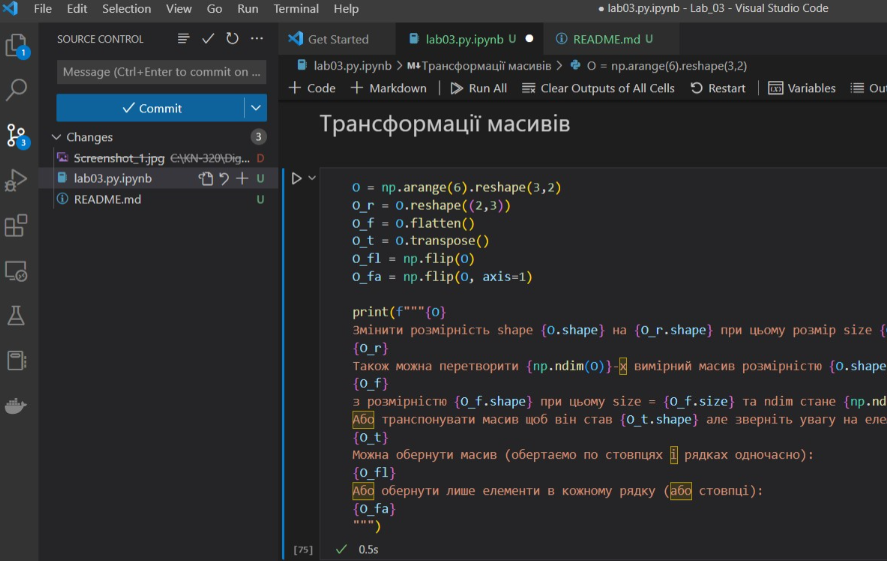 File Edit Selection View Go Run Terminal Help
● lab03.py.ipynb - Lab_03 - Visual Studio Code
SOURCE CONTROL
Get Started
lab03.py.ipynb U
README.md U
lab03.py.ipynb > M↓Трансформації масивів > O = np.arange(6).reshape(3,2)
Message (Ctrl+Enter to commit on ...
+ Code + Markdown Run All Clear Outputs of All Cells Restart Variables
Commit
Changes 3
Screenshot_1.jpg C:\KN-320\Dig... D
lab03.py.ipynb U
README.md U
1
3
Трансформації масивів
O = np.arange(6).reshape(3,2)
O_r = O.reshape((2,3))
O_f = O.flatten()
O_t = O.transpose()
O_fl = np.flip(O)
O_fa = np.flip(O, axis=1)
print(f"""{O}
Змінити розмірність shape {O.shape} на {O_r.shape} при цьому розмір size
{O_r}
Також можна перетворити {np.ndim(O)}-х вимірний масив розмірністю {O.shape
{O_f}
з розмірністю {O_f.shape} при цьому size = {O_f.size} та ndim стане {np.nd
Або транспонувати масив щоб він став {O_t.shape} але зверніть увагу на еле
{O_t}
Можна обернути масив (обертаємо по стовпцях ї рядках одночасно):
{O_fl}
Або обернути лише елементи в кожному рядку (або стовпці):
{O_fa}
""")
[75] ✓ 0.5s